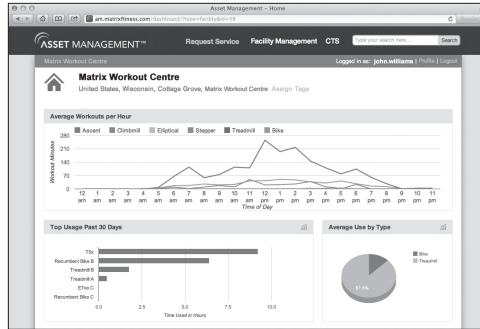 Asset Management – Home
am.matrixfitness.com/dashboard/?type=facility&id=58
ASSET MANAGEMENT™
Request Service Facility Management CTS Type your search here... Search
Matrix Workout Centre Logged in as: john.williams | Profile | Logout
Matrix Workout Centre
United States, Wisconsin, Cottage Grove, Matrix Workout Centre Assign Tags
Average Workouts per Hour
Ascent Climbmill Elliptical Stepper Treadmill Bike
Workout Minutes
280
210
140
70
0
12 am 1 am 2 am 3 am 4 am 5 am 6 am 7 am 8 am 9 am 10 am 11 am 12 pm 1 pm 2 pm 3 pm 4 pm 5 pm 6 pm 7 pm 8 pm 9 pm 10 pm 11 pm
Time of Day
Top Usage Past 30 Days
T5x
Recumbent Bike B
Treadmill B
Treadmill A
Recumbent Bike C
0.0 2.5 5.0 7.5 10.0
Time Used in Hours
Average Use by Type
Bike
Treadmill